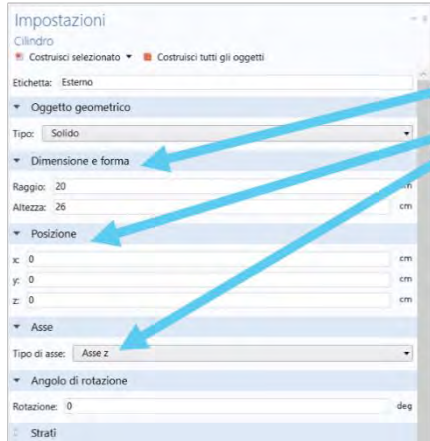 Impostazioni
Cilindro
Costruisci selezionato Costruisci tutti gli oggetti
Etichetta: Esterno
Oggetto geometrico
Tipo: Solido
Dimensione e forma
Raggio: 20 cm
Altezza: 26 cm
Posizione
x: 0 cm
y: 0 cm
z: 0 cm
Asse
Tipo di asse: Asse z
Angolo di rotazione
Rotazione: 0 deg
Strati